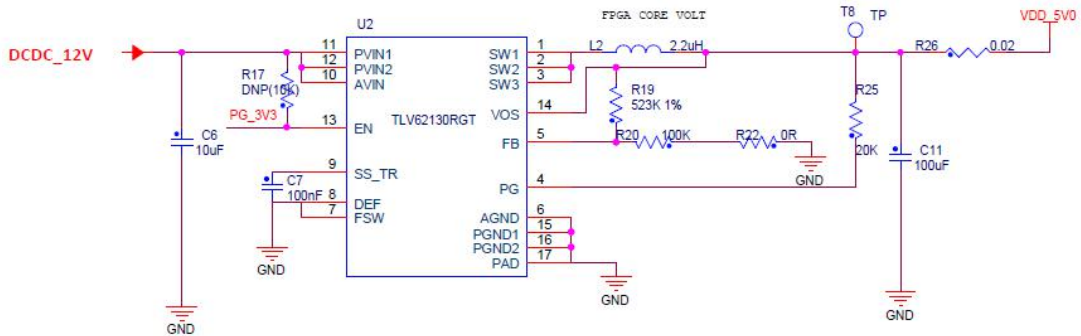 U2
FPGA CORE VOLT
T8 TP
VDD_5V0
DCDC_12V
11 PVIN1
12 PVIN2
10 AVIN
SW1 1
SW2 2
SW3 3
L2 2.2uH
R26 0.02
R17
DNP(10K)
PG_3V3
13 EN
TLV62130RGT
VOS 14
R19
523K 1%
R25
20K
C6
10uF
FB 5
R20 100K
R22 0R
GND
C11
100uF
9 SS_TR
C7
100nF
8 DEF
7 FSW
PG 4
AGND 6
PGND1 15
PGND2 16
PAD 17
GND
GND
GND
GND